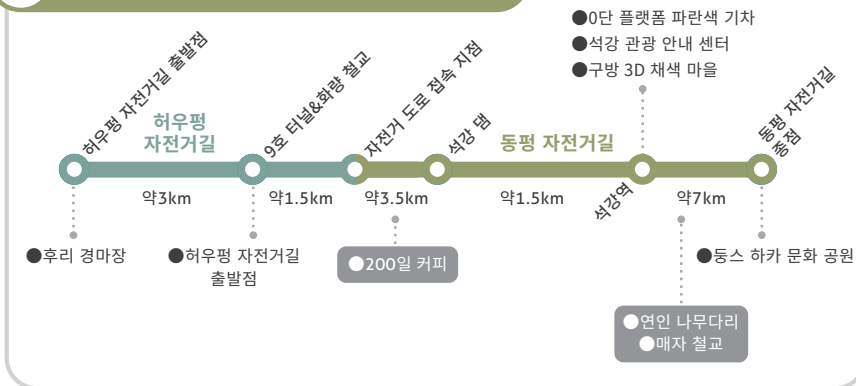 ●0단 플랫폼 파란색 기차
●석강 관광 안내 센터
●구방 3D 채색 마을
허우펑 자전거길 출발점
9호 터널&화량 철교
자전거 도로 접속 지점
석강 댐
동펑 자전거길
종점
허우펑
자전거길
동펑 자전거길
약3km
약1.5km
약3.5km
약1.5km
석강역
약7km
●후리 경마장
●허우펑 자전거길
출발점
●200일 커피
●둥스 하카 문화 공원
●연인 나무다리
●매자 철교